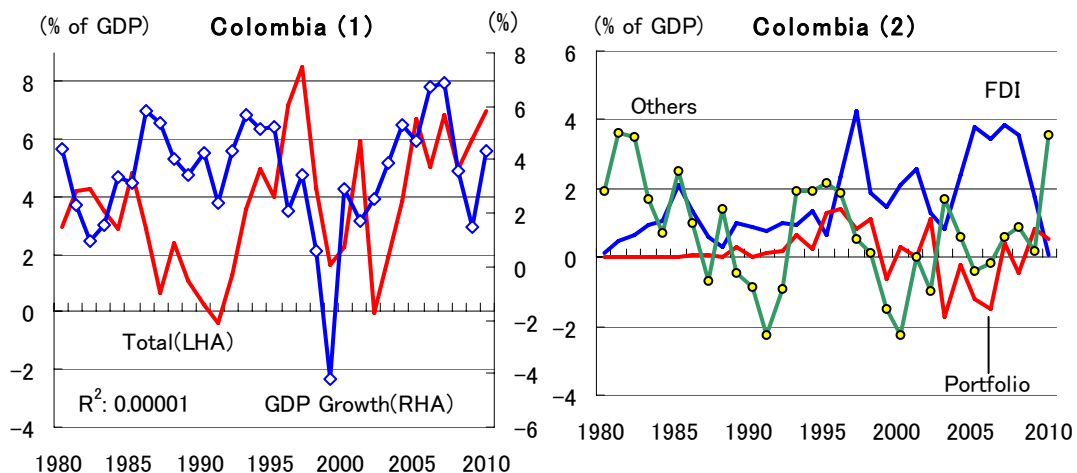 (% of GDP) Colombia (1) (%)
8
6
4
2
0
-2
-4
8
6
4
2
0
-2
-4
-6
Total(LHA)
R²: 0.00001 GDP Growth(RHA)
1980 1985 1990 1995 2000 2005 2010
(% of GDP) Colombia (2)
6
4
2
0
-2
-4
Others
FDI
Portfolio
1980 1985 1990 1995 2000 2005 2010